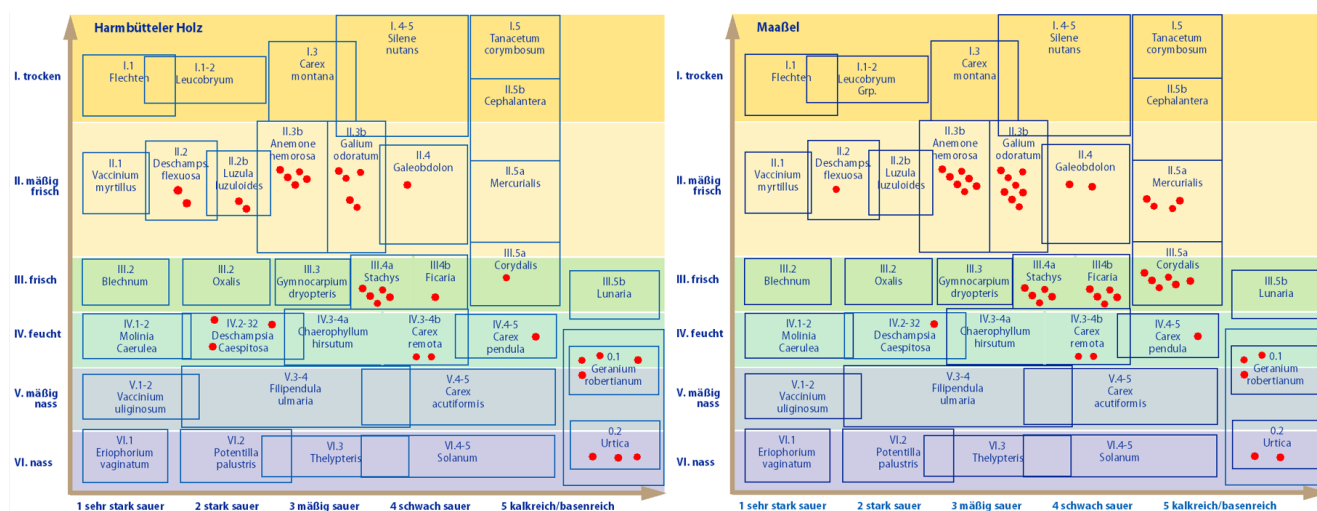 Harmbütteler Holz
I. trocken
II. mäßig
frisch
III. frisch
IV. feucht
V. mäßig
nass
VI. nass
I.1
Flechten
I.1-2
Leucobryum
I.3
Carex
montana
I. 4-5
Silene
nutans
I.5
Tanacetum
corymbosum
II.5b
Cephalantera
II.1
Vaccinium
myrtillus
II.2
Deschamps.
flexuosa
II.2b
Luzula
luzuloides
II.3b
Anemone
nemorosa
II.3b
Galium
odoratum
II.4
Galeobdolon
II.5a
Mercurialis
III.2
Blechnum
III.2
Oxalis
III.3
Gymnocarpium
dryopteris
III.4a
Stachys
III4b
Ficaria
III.5a
Corydalis
III.5b
Lunaria
IV.1-2
Molinia
Caerulea
IV.2-32
Deschampsia
Caespitosa
IV.3-4a
Chaerophyllum
hirsutum
IV.3-4b
Carex
remota
IV.4-5
Carex
pendula
0.1
Geranium
robertianum
V.1-2
Vaccinium
uliginosum
V.3-4
Filipendula
ulmaria
V.4-5
Carex
acutiformis
VI.1
Eriophorium
vaginatum
VI.2
Potentilla
palustris
VI.3
Thelypteris
VI.4-5
Solanum
0.2
Urtica
1 sehr stark sauer
2 stark sauer
3 mäßig sauer
4 schwach sauer
5 kalkreich/basenreich
Maaßel
I. trocken
II. mäßig
frisch
III. frisch
IV. feucht
V. mäßig
nass
VI. nass
I.1
Flechten
I.1-2
Leucobryum
Grp.
I.3
Carex
montana
I. 4-5
Silene
nutans
I.5
Tanacetum
corymbosum
II.5b
Cephalantera
II.1
Vaccinium
myrtillus
II.2
Deschamps.
flexuosa
II.2b
Luzula
luzuloides
II.3b
Anemone
nemorosa
II.3b
Galium
odoratum
II.4
Galeobdolon
II.5a
Mercurialis
III.2
Blechnum
III.2
Oxalis
III.3
Gymnocarpium
dryopteris
III.4a
Stachys
III4b
Ficaria
III.5a
Corydalis
III.5b
Lunaria
IV.1-2
Molinia
Caerulea
IV.2-32
Deschampsia
Caespitosa
IV.3-4a
Chaerophyllum
hirsutum
IV.3-4b
Carex
remota
IV.4-5
Carex
pendula
0.1
Geranium
robertianum
V.1-2
Vaccinium
uliginosum
V.3-4
Filipendula
ulmaria
V.4-5
Carex
acutiformis
VI.1
Eriophorium
vaginatum
VI.2
Potentilla
palustris
VI.3
Thelypteris
VI.4-5
Solanum
0.2
Urtica
1 sehr stark sauer
2 stark sauer
3 mäßig sauer
4 schwach sauer
5 kalkreich/basenreich